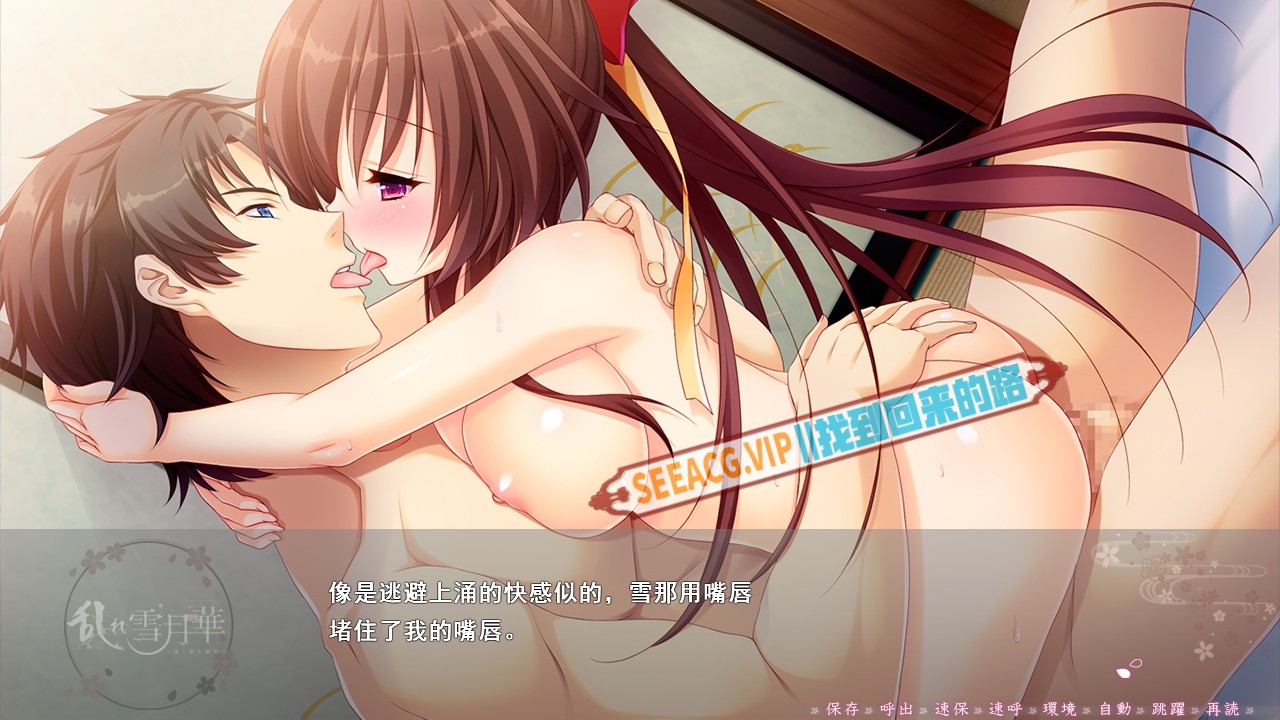 SEEACG.VIP||找到回来的路
像是逃避上涌的快感似的，雪那用嘴唇
堵住了我的嘴唇。
乱れ雪月華
保存 呼出 速保 速呼 環境 自動 跳躍 再読